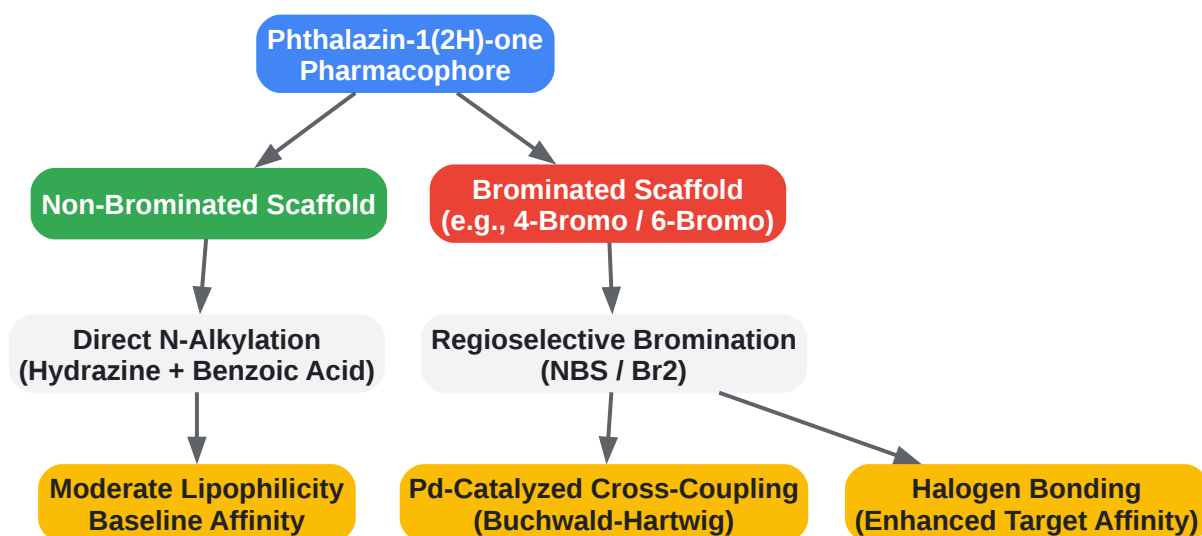 Phthalazin-1(2H)-one
Pharmacophore
Non-Brominated Scaffold
Brominated Scaffold
(e.g., 4-Bromo / 6-Bromo)
Direct N-Alkylation
(Hydrazine + Benzoic Acid)
Regioselective Bromination
(NBS / Br2)
Moderate Lipophilicity
Baseline Affinity
Pd-Catalyzed Cross-Coupling
(Buchwald-Hartwig)
Halogen Bonding
(Enhanced Target Affinity)